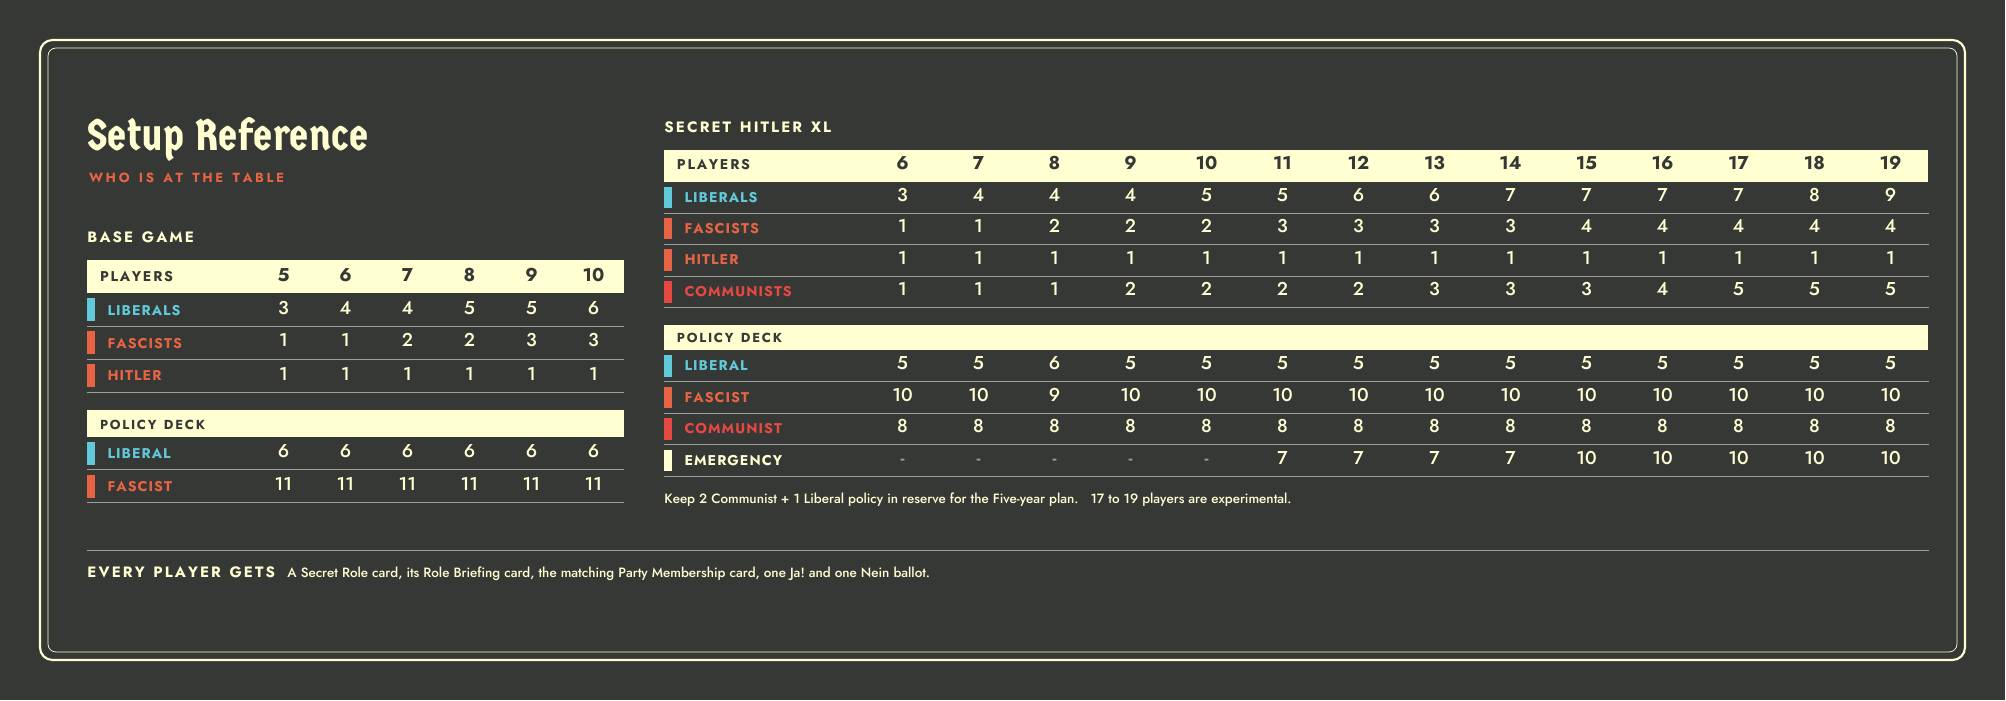 Setup Reference
WHO IS AT THE TABLE
BASE GAME
PLAYERS 5 6 7 8 9 10
LIBERALS 3 4 4 5 5 6
FASCISTS 1 1 2 2 3 3
HITLER 1 1 1 1 1 1
POLICY DECK
LIBERAL 6 6 6 6 6 6
FASCIST 11 11 11 11 11 11
SECRET HITLER XL
PLAYERS 6 7 8 9 10 11 12 13 14 15 16 17 18 19
LIBERALS 3 4 4 4 5 5 6 6 7 7 7 7 8 9
FASCISTS 1 1 2 2 2 3 3 3 3 4 4 4 4 4
HITLER 1 1 1 1 1 1 1 1 1 1 1 1 1 1
COMMUNISTS 1 1 1 2 2 2 2 3 3 3 4 5 5 5
POLICY DECK
LIBERAL 5 5 6 5 5 5 5 5 5 5 5 5 5 5
FASCIST 10 10 9 10 10 10 10 10 10 10 10 10 10 10
COMMUNIST 8 8 8 8 8 8 8 8 8 8 8 8 8 8
EMERGENCY - - - - - 7 7 7 7 10 10 10 10 10
Keep 2 Communist + 1 Liberal policy in reserve for the Five-year plan. 17 to 19 players are experimental.
EVERY PLAYER GETS A Secret Role card, its Role Briefing card, the matching Party Membership card, one Ja! and one Nein ballot.